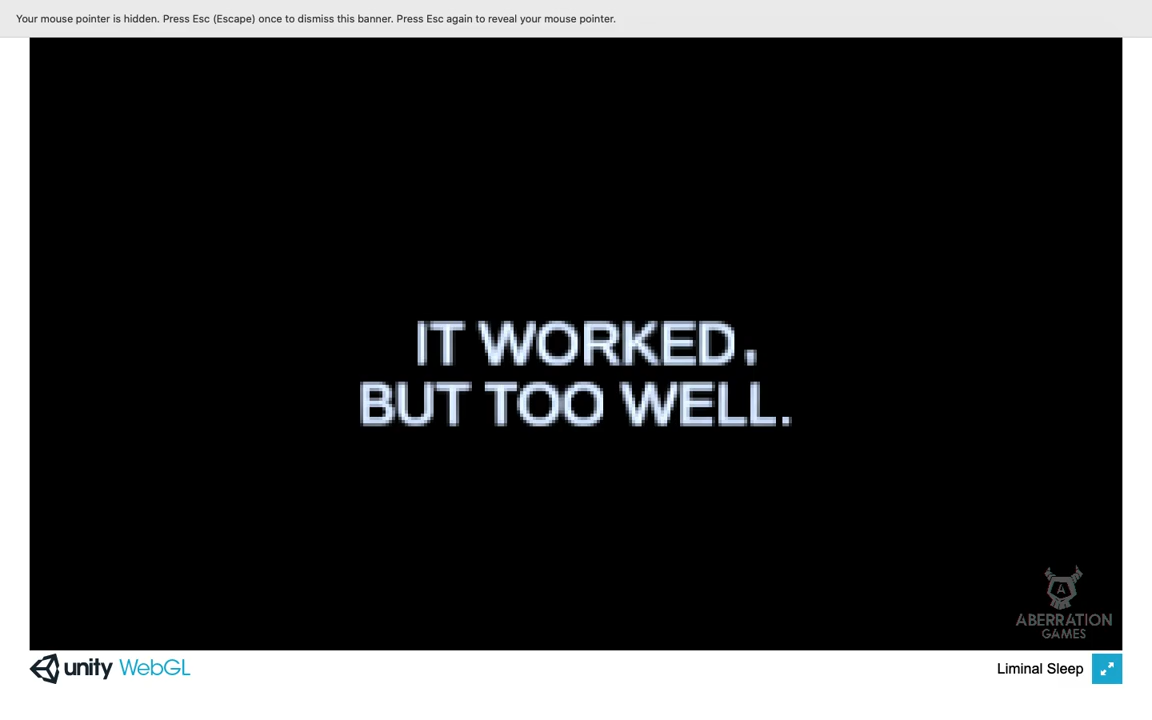 Your mouse pointer is hidden. Press Esc (Escape) once to dismiss this banner. Press Esc again to reveal your mouse pointer.
IT WORKED.
BUT TOO WELL.
A
ABERRATION
GAMES
unity WebGL
Liminal Sleep